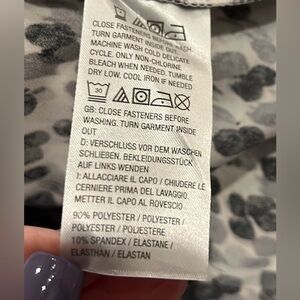 CLOSE FASTENERS BEFORE WASH.
TURN GARMENT INSIDE OUT.
MACHINE WASH COLD DELICATE
CYCLE. ONLY NON-CHLORINE
BLEACH WHEN NEEDED. TUMBLE
DRY LOW. COOL IRON IF NEEDED
30
GB: CLOSE FASTENERS BEFORE
WASHING. TURN GARMENT INSIDE
OUT
D: VERSCHLUSS VOR DEM WASCHEN
SCHLIEBEN. BEKLEIDUNGSSTÜCK
AUF LINKS WENDEN
I: ALLACCIARE IL CAPO / CHIUDERE LE
CERNIERE PRIMA DEL LAVAGGIO.
METTER IL CAPO AL ROVESCIO
90% POLYESTER / POLYESTER /
POLYESTER / POLIESTERE
10% SPANDEX / ELASTANE /
ELASTHAN / ELASTAN